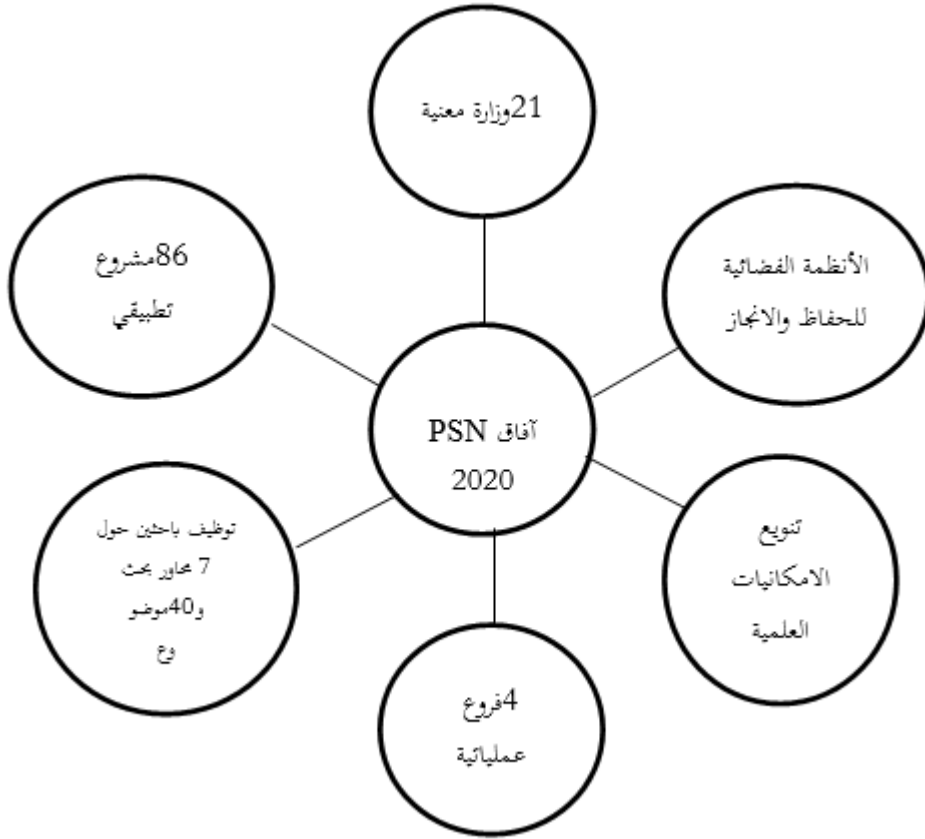 21وزارة معنية
الأنظمة الفضائية
للحفاظ والانجاز
86مشروع
تطبيقي
آفاق PSN
2020
تنويع
الامكانيات
العلمية
توظيف باحثين حول
7 محاور بحث
و40موضو
وع
4فروع
عملياتية